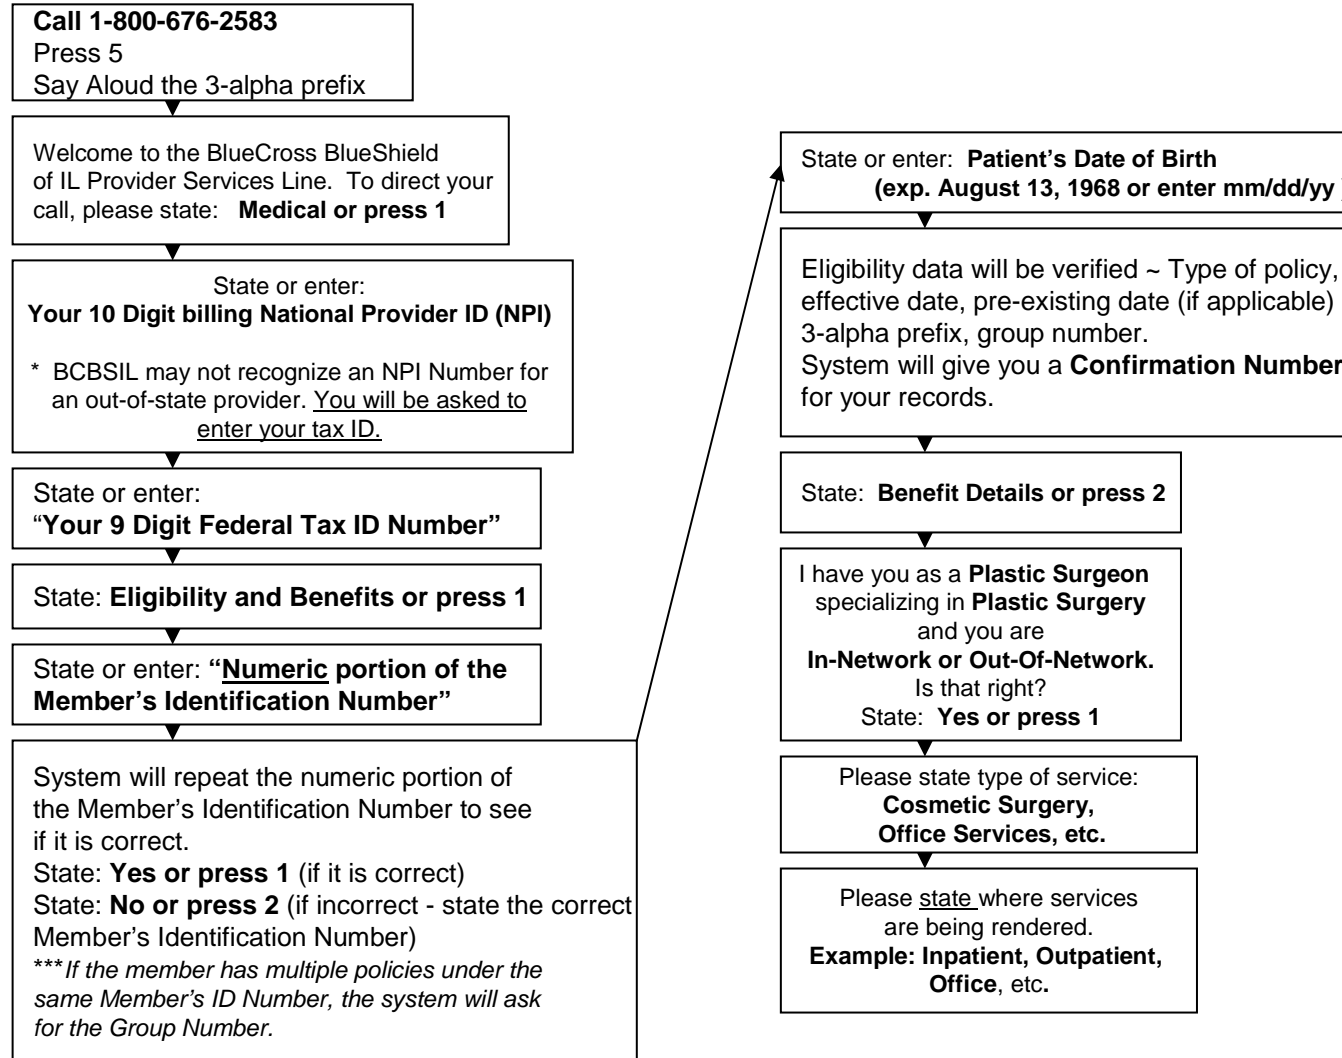 Call 1-800-676-2583
Press 5
Say Aloud the 3-alpha prefix
Welcome to the BlueCross BlueShield
of IL Provider Services Line. To direct your
call, please state: Medical or press 1
State or enter:
Your 10 Digit billing National Provider ID (NPI)
* BCBSIL may not recognize an NPI Number for
an out-of-state provider. You will be asked to
enter your tax ID.
State or enter:
“Your 9 Digit Federal Tax ID Number”
State: Eligibility and Benefits or press 1
State or enter: “Numeric portion of the
Member’s Identification Number”
System will repeat the numeric portion of
the Member’s Identification Number to see
if it is correct.
State: Yes or press 1 (if it is correct)
State: No or press 2 (if incorrect - state the correct
Member’s Identification Number)
***If the member has multiple policies under the
same Member’s ID Number, the system will ask
for the Group Number.
State or enter: Patient’s Date of Birth
(exp. August 13, 1968 or enter mm/dd/yy )
Eligibility data will be verified ~ Type of policy,
effective date, pre-existing date (if applicable)
3-alpha prefix, group number.
System will give you a Confirmation Number
for your records.
State: Benefit Details or press 2
I have you as a Plastic Surgeon
specializing in Plastic Surgery
and you are
In-Network or Out-Of-Network.
Is that right?
State: Yes or press 1
Please state type of service:
Cosmetic Surgery,
Office Services, etc.
Please state where services
are being rendered.
Example: Inpatient, Outpatient,
Office, etc.